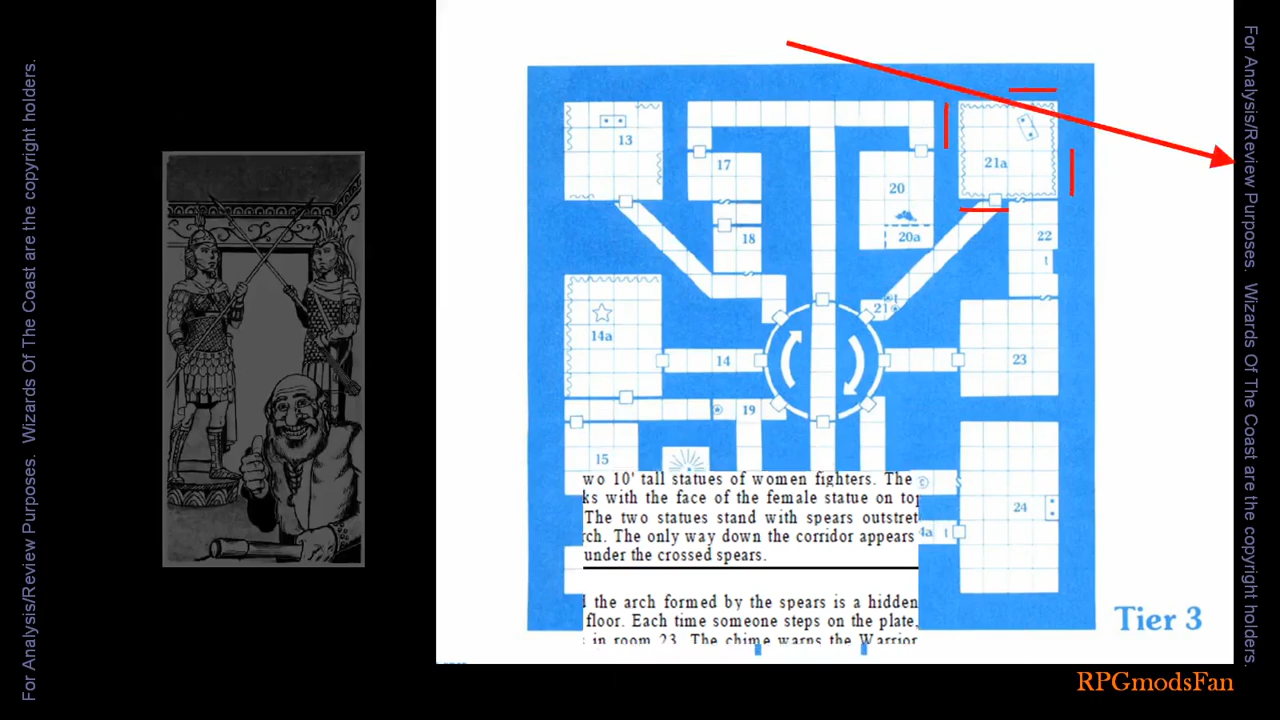 For Analysis/Review Purposes. Wizards Of The Coast are the copyright holders.
13
17
18
20
20a
21a
22
t
21
t
14a
14
23
19
15
24
4a t
wo 10' tall statues of women fighters. The
ks with the face of the female statue on top
The two statues stand with spears outstret
rch. The only way down the corridor appears
under the crossed spears.
the arch formed by the spears is a hidden
floor. Each time someone steps on the plate,
in room 23. The chime warns the Warrior
Tier 3
RPGmodsFan
For Analysis/Review Purposes. Wizards Of The Coast are the copyright holders.